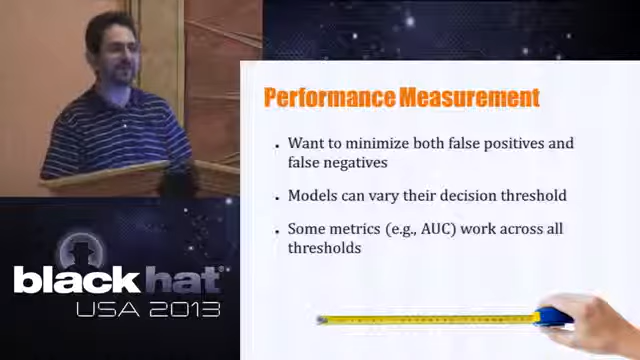 Performance Measurement
• Want to minimize both false positives and
false negatives
• Models can vary their decision threshold
• Some metrics (e.g., AUC) work across all
thresholds
black hat
USA 2013